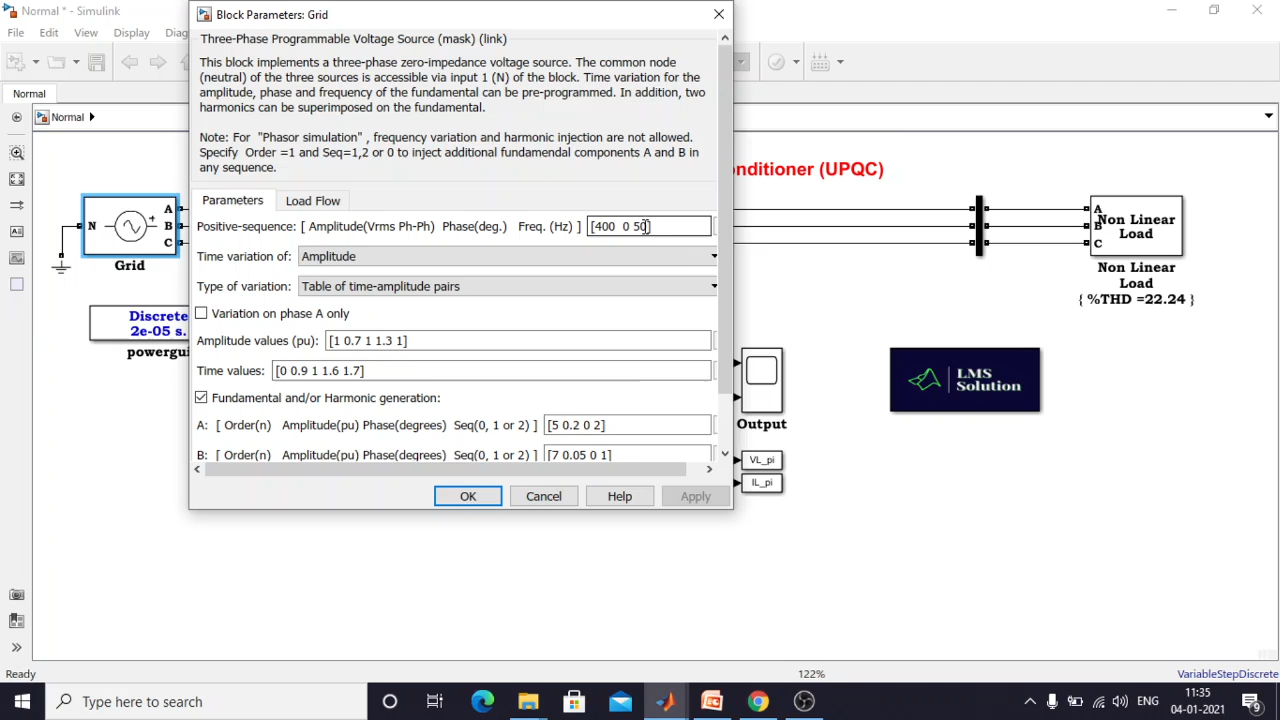 Normal * - Simulink
File Edit View Display Diag
Normal
Normal
Block Parameters: Grid
Three-Phase Programmable Voltage Source (mask) (link)
This block implements a three-phase zero-impedance voltage source. The common node
(neutral) of the three sources is accessible via input 1 (N) of the block. Time variation for the
amplitude, phase and frequency of the fundamental can be pre-programmed. In addition, two
harmonics can be superimposed on the fundamental.
Note: For "Phasor simulation" , frequency variation and harmonic injection are not allowed.
Specify Order =1 and Seq=1,2 or 0 to inject additional fundamendal components A and B in
any sequence.
Parameters Load Flow
Positive-sequence: [ Amplitude(Vrms Ph-Ph) Phase(deg.) Freq. (Hz) ] [400 0 50]
Time variation of: Amplitude
Type of variation: Table of time-amplitude pairs
Variation on phase A only
Amplitude values (pu): [1 0.7 1 1.3 1]
Time values: [0 0.9 1 1.6 1.7]
Fundamental and/or Harmonic generation:
A: [ Order(n) Amplitude(pu) Phase(degrees) Seq(0, 1 or 2) ] [5 0.2 0 2]
B: [ Order(n) Amplitude(pu) Phase(degrees) Seq(0, 1 or 2) ] [7 0.05 0 1]
OK Cancel Help Apply
onditioner (UPQC)
N
A
B
C
Grid
Discrete
2e-05 s.
powergui
A
B
C
Non Linear
Load
Non Linear
Load
{ %THD =22.24 }
Output
VL_pi
IL_pi
LMS
Solution
Ready 122% VariableStepDiscrete
Type here to search
ENG
11:35
04-01-2021
9